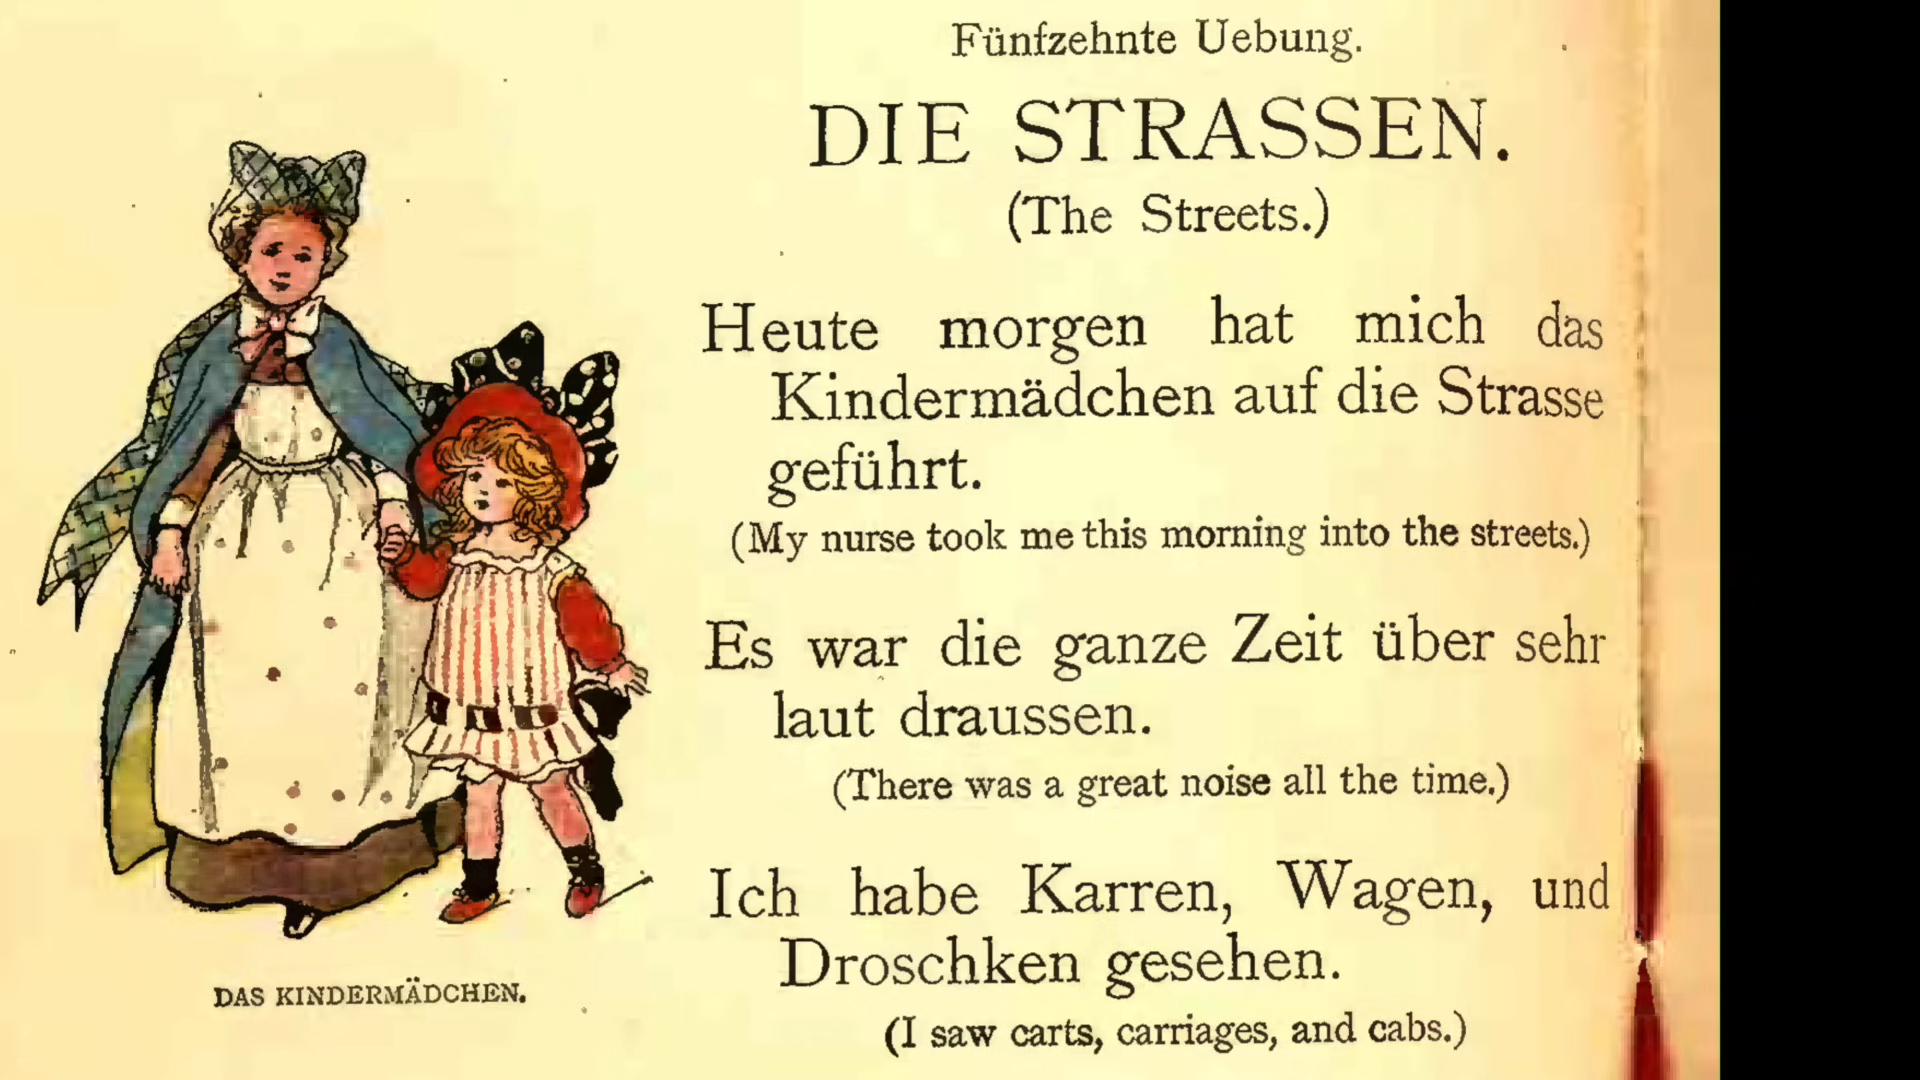 Fünfzehnte Uebung.
DIE STRASSEN.
(The Streets.)
Heute morgen hat mich das
Kindermädchen auf die Strasse
geführt.
(My nurse took me this morning into the streets.)
Es war die ganze Zeit über sehr
laut draussen.
(There was a great noise all the time.)
Ich habe Karren, Wagen, und
Droschken gesehen.
(I saw carts, carriages, and cabs.)
DAS KINDERMÄDCHEN.